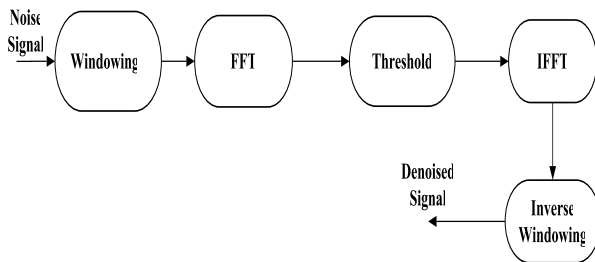 Noise
Signal
Windowing
FFT
Threshold
IFFT
Denoised
Signal
Inverse
Windowing